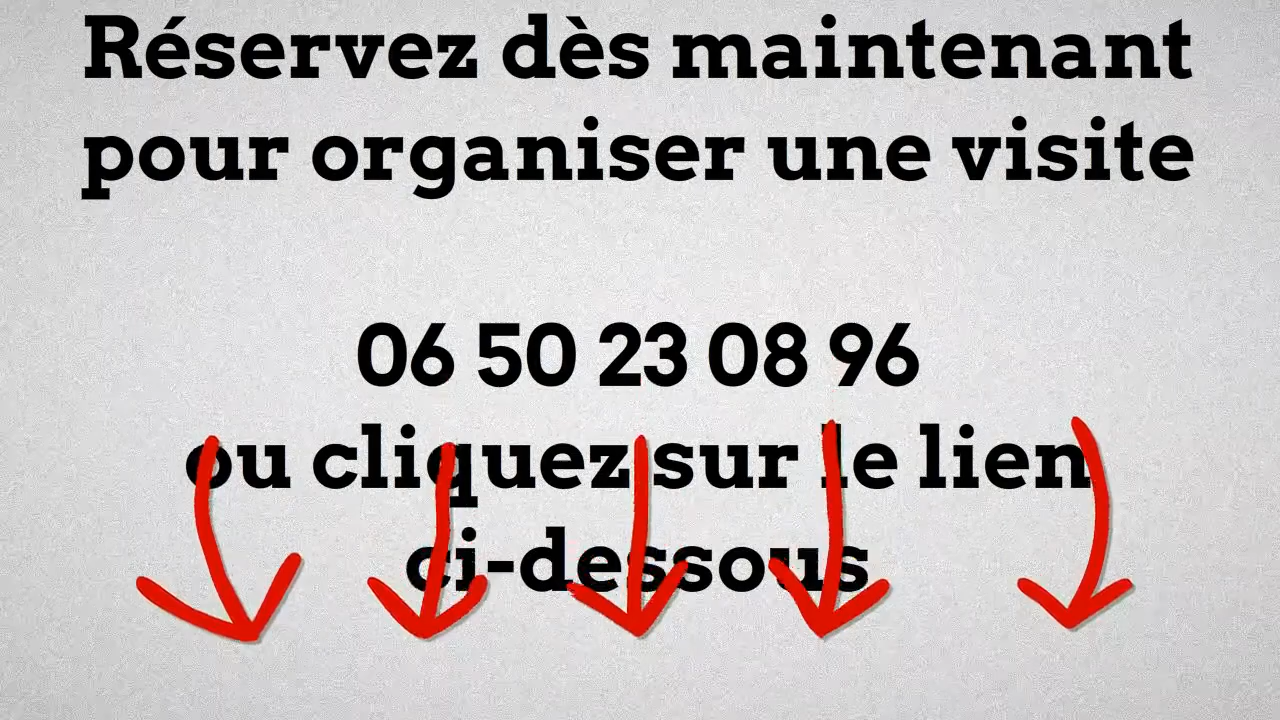 Réservez dès maintenant
pour organiser une visite
06 50 23 08 96
ou cliquez sur le lien
ci-dessous